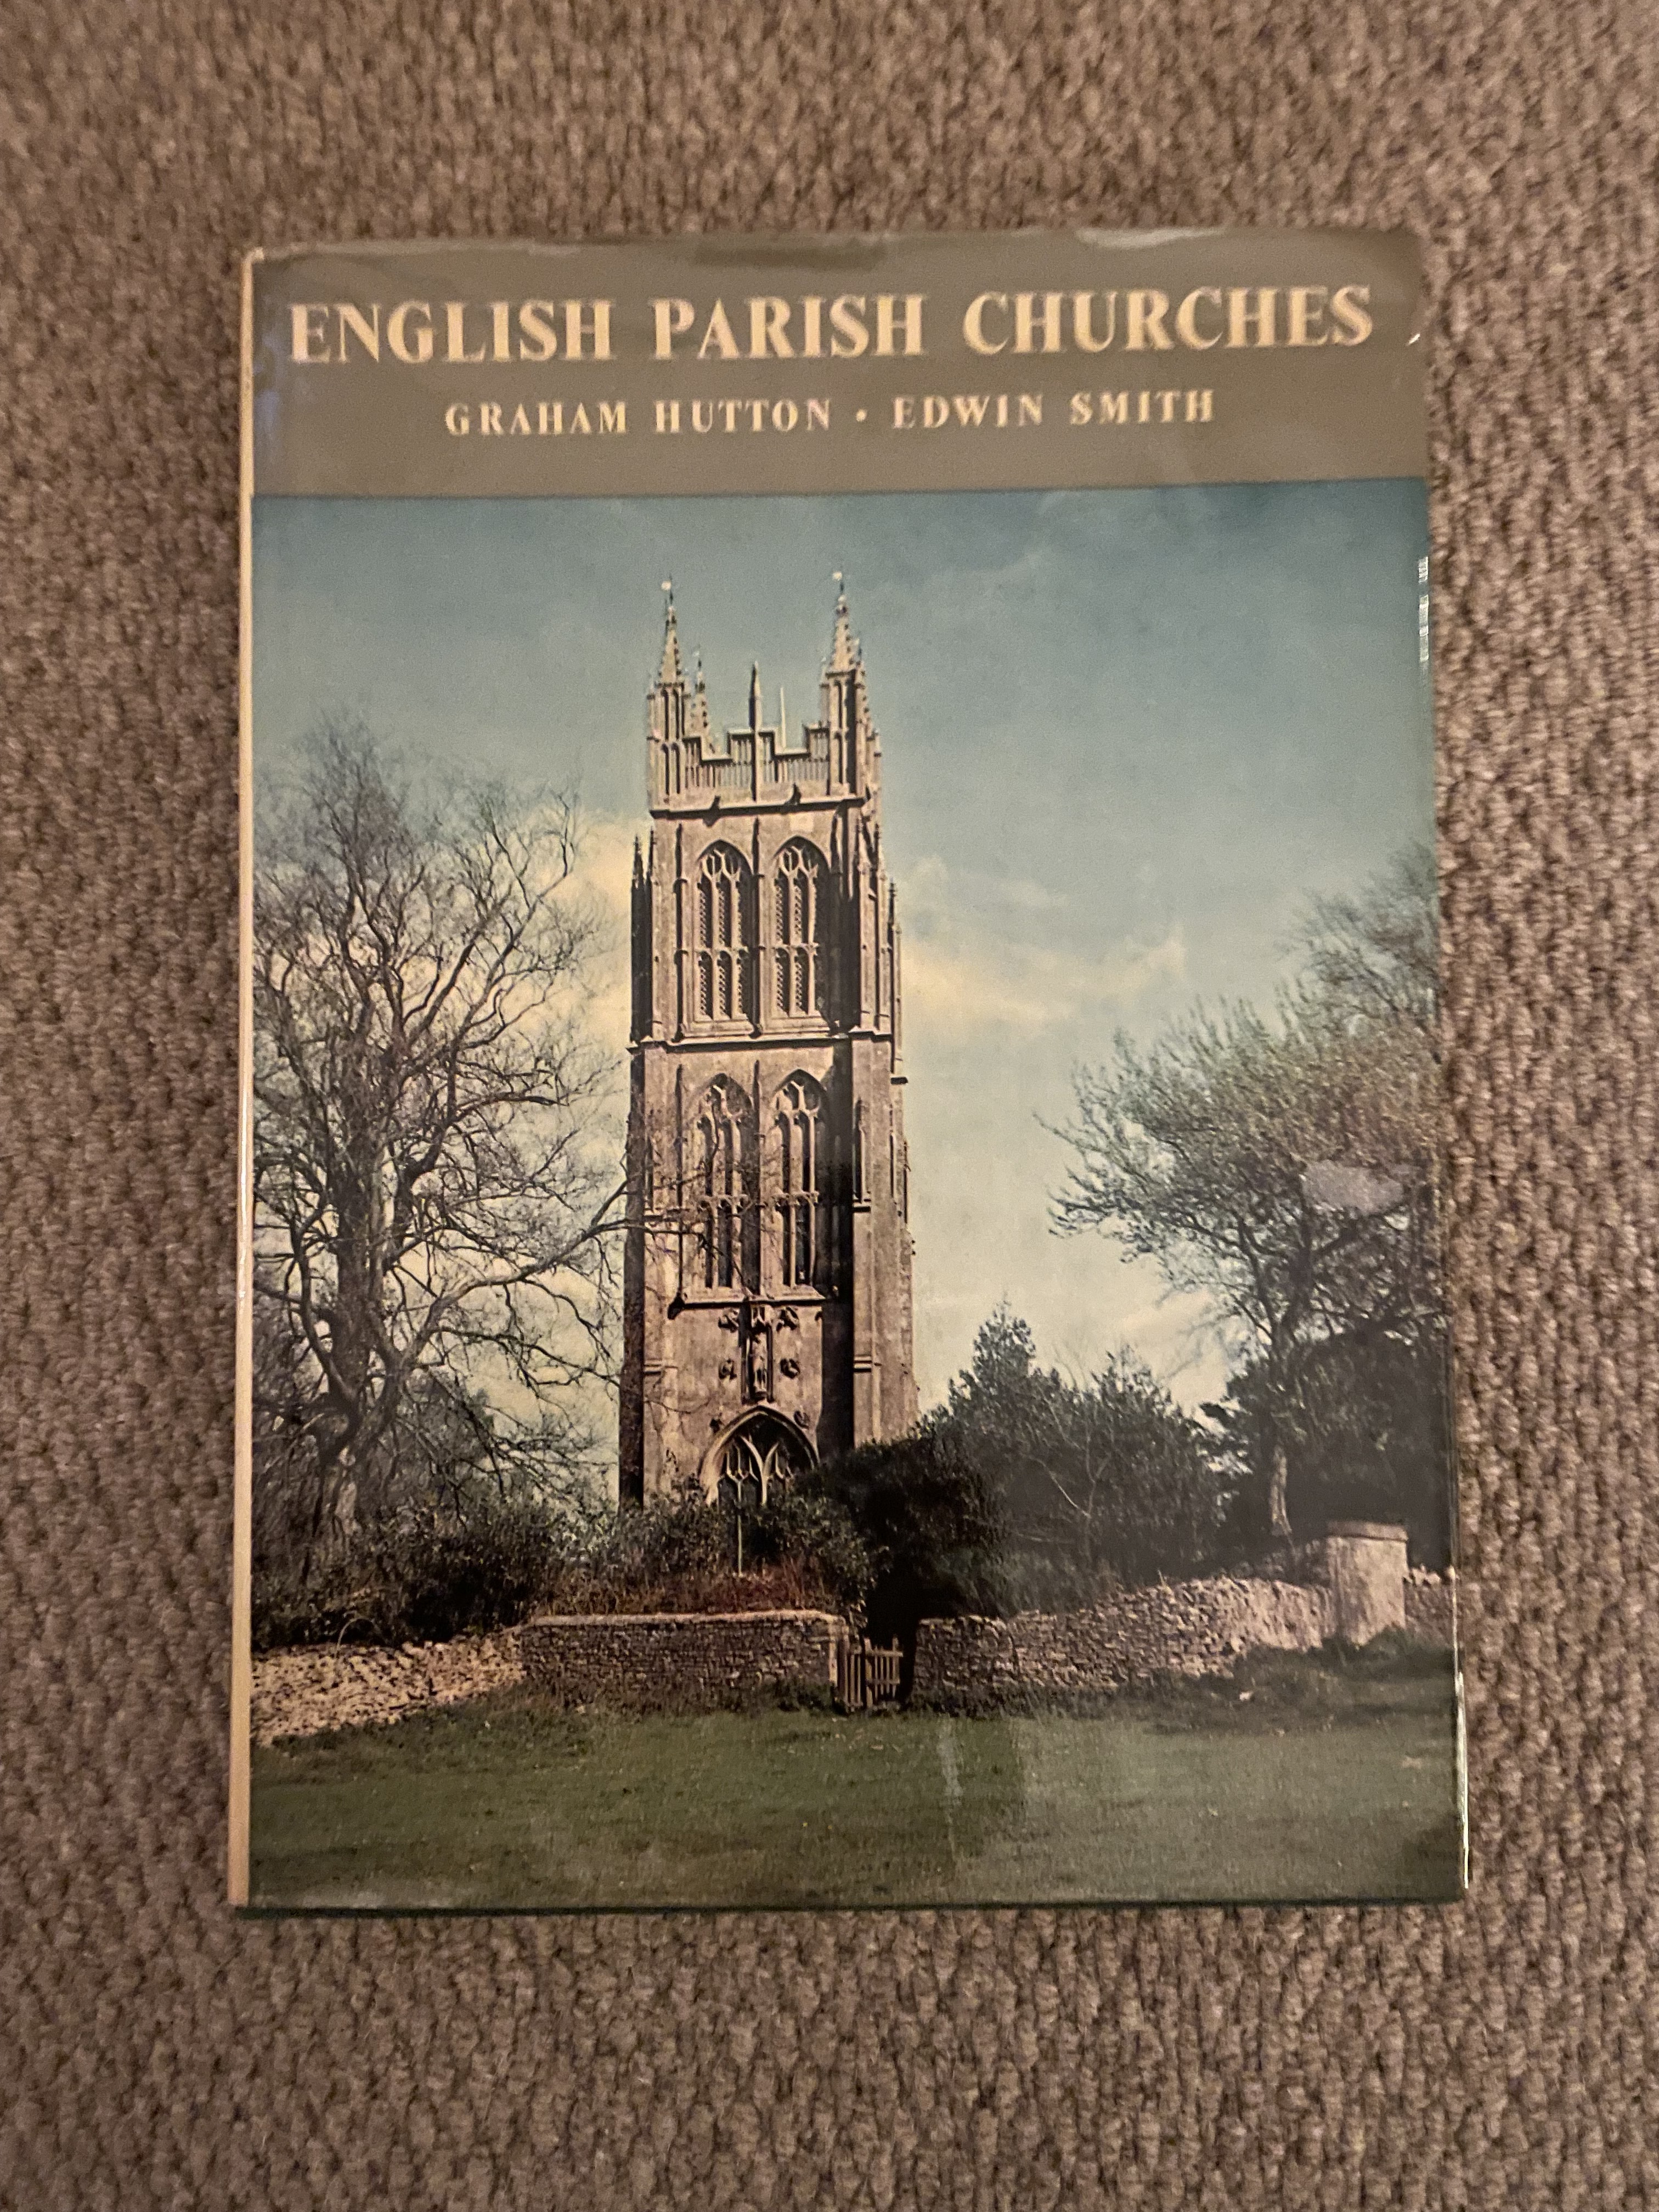 ENGLISH PARISH CHURCHES
GRAHAM HUTTON · EDWIN SMITH